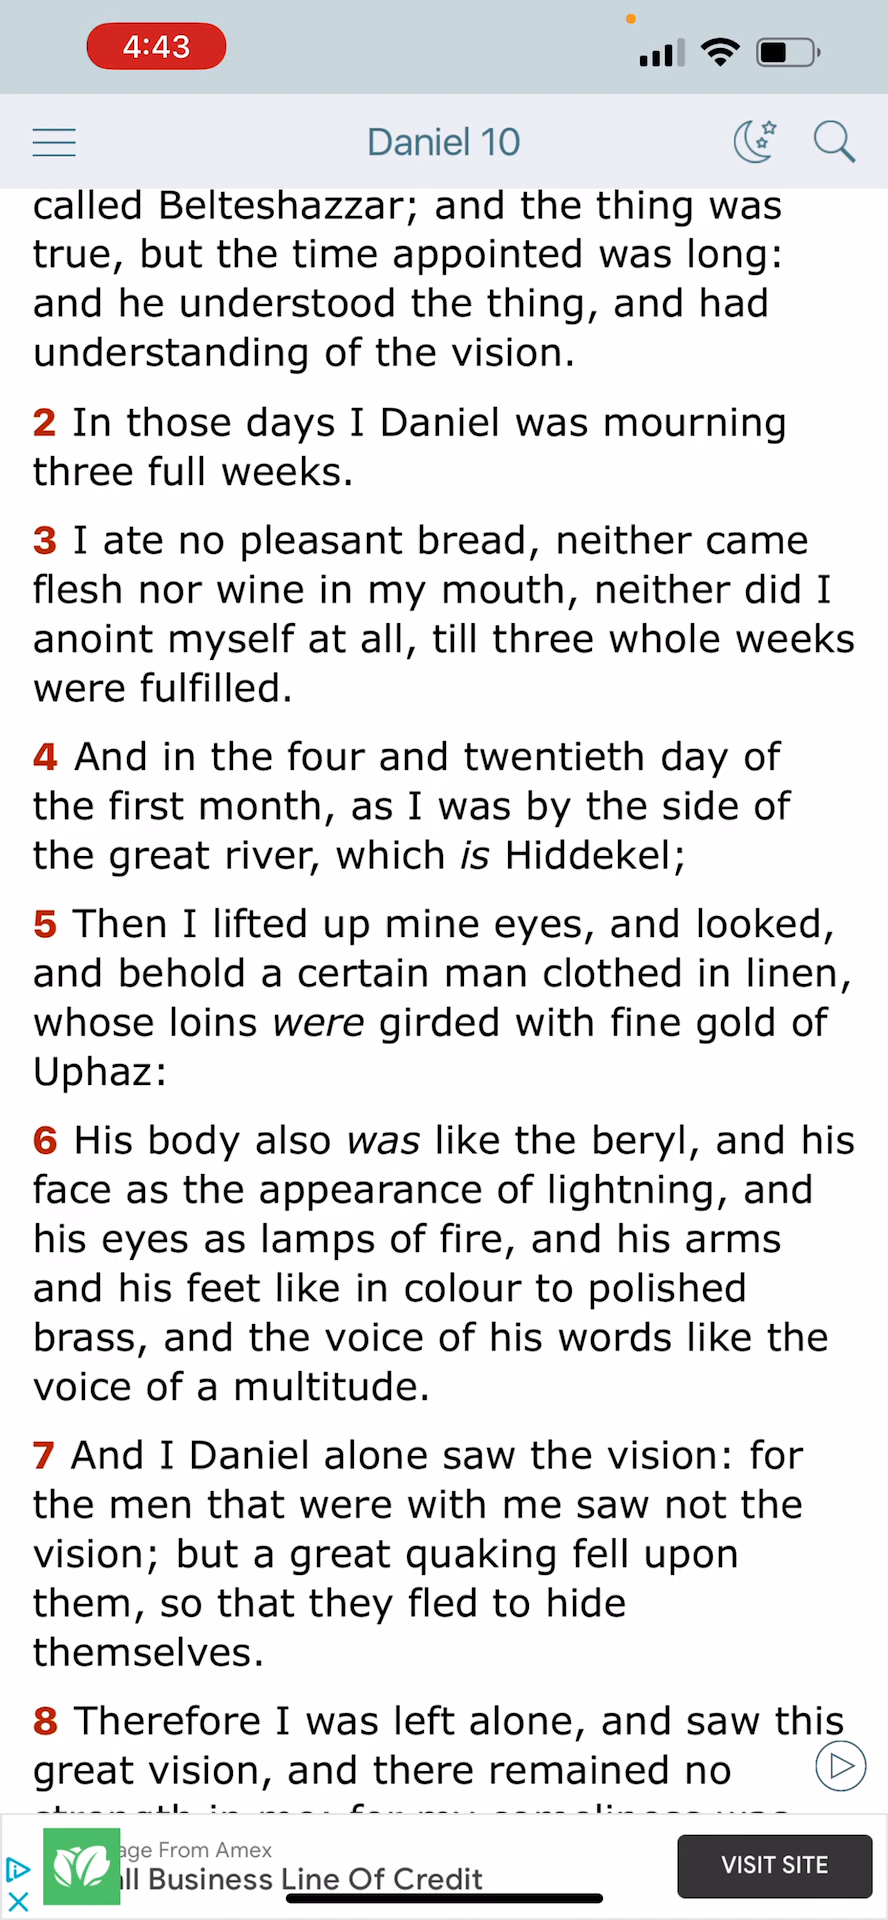 4:43
Daniel 10
called Belteshazzar; and the thing was
true, but the time appointed was long:
and he understood the thing, and had
understanding of the vision.
2 In those days I Daniel was mourning
three full weeks.
3 I ate no pleasant bread, neither came
flesh nor wine in my mouth, neither did I
anoint myself at all, till three whole weeks
were fulfilled.
4 And in the four and twentieth day of
the first month, as I was by the side of
the great river, which is Hiddekel;
5 Then I lifted up mine eyes, and looked,
and behold a certain man clothed in linen,
whose loins were girded with fine gold of
Uphaz:
6 His body also was like the beryl, and his
face as the appearance of lightning, and
his eyes as lamps of fire, and his arms
and his feet like in colour to polished
brass, and the voice of his words like the
voice of a multitude.
7 And I Daniel alone saw the vision: for
the men that were with me saw not the
vision; but a great quaking fell upon
them, so that they fled to hide
themselves.
8 Therefore I was left alone, and saw this
great vision, and there remained no
From Amex
Business Line Of Credit
VISIT SITE